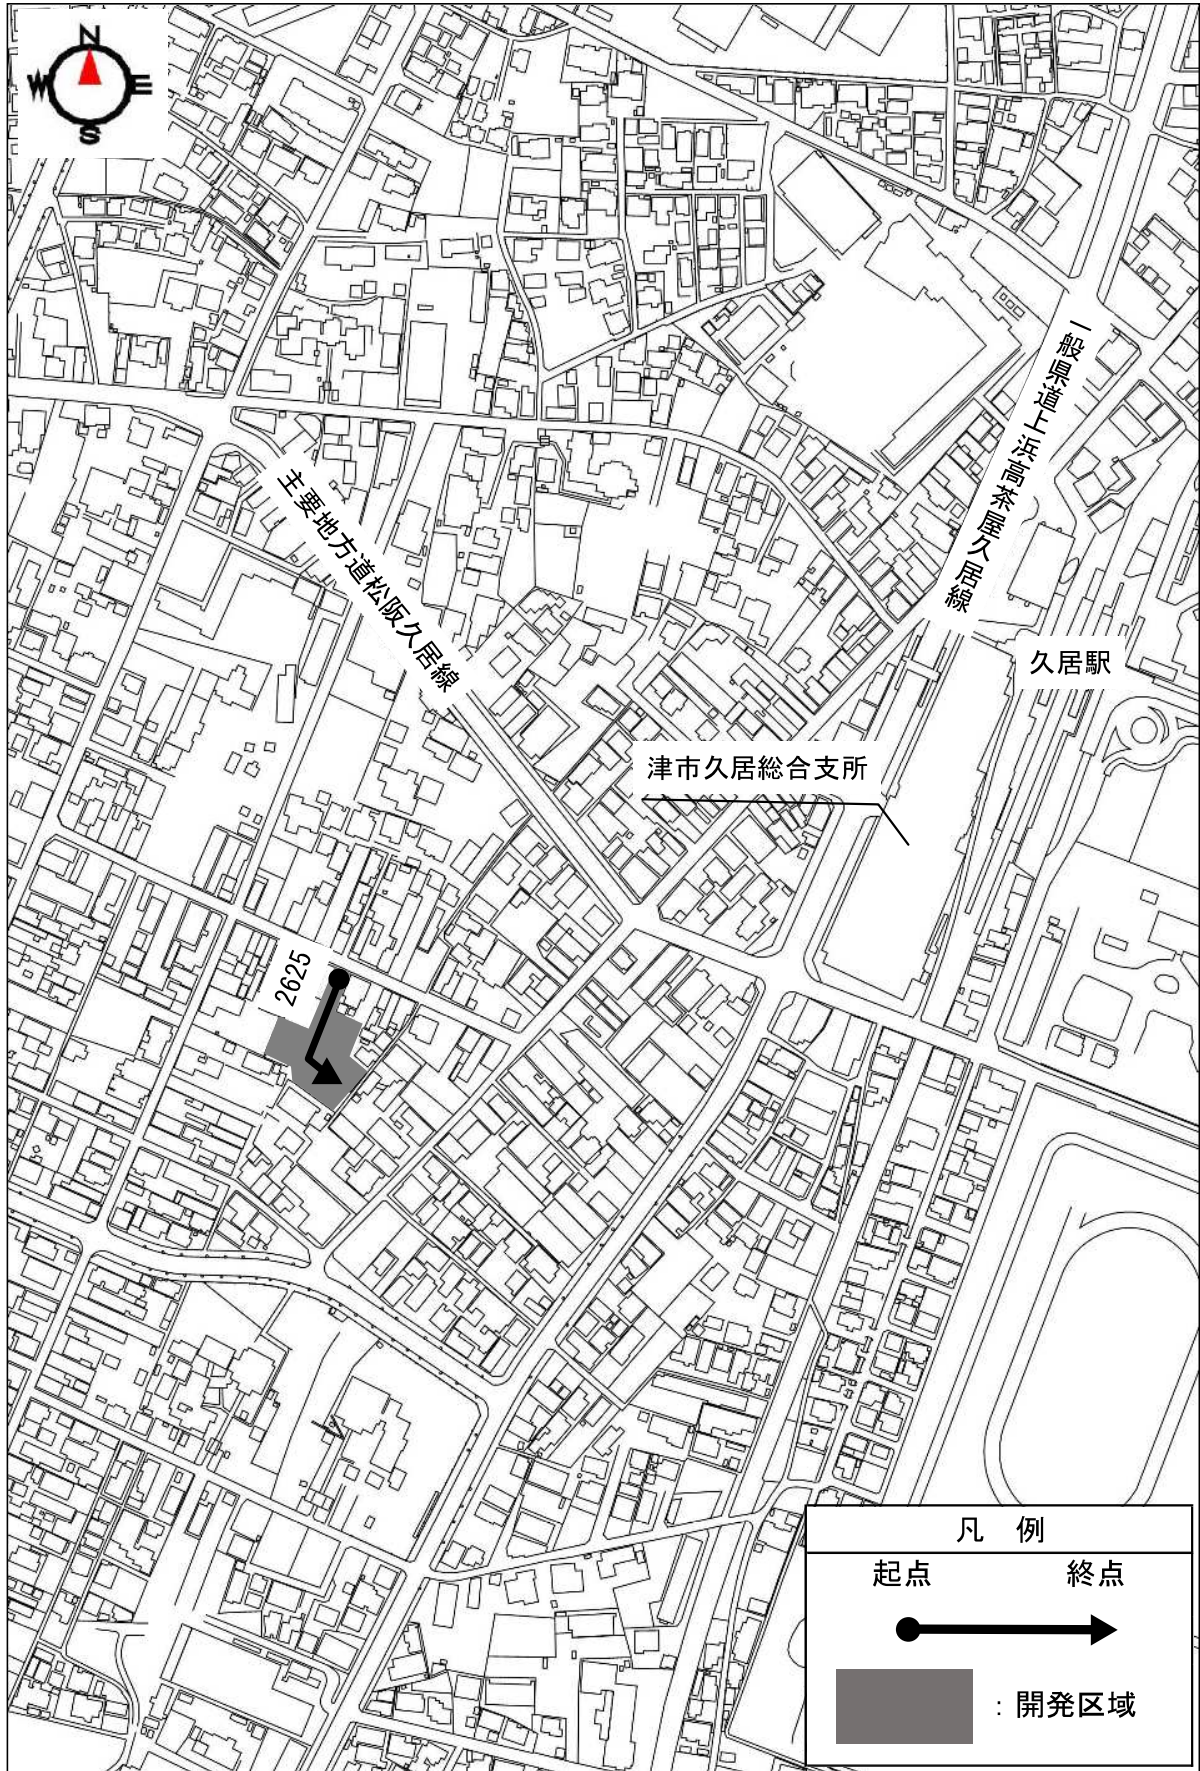 N
W E
S
一般県道上浜高茶屋久居線
主要地方道松阪久居線
久居駅
津市久居総合支所
2625
凡 例
起点 終点
：開発区域